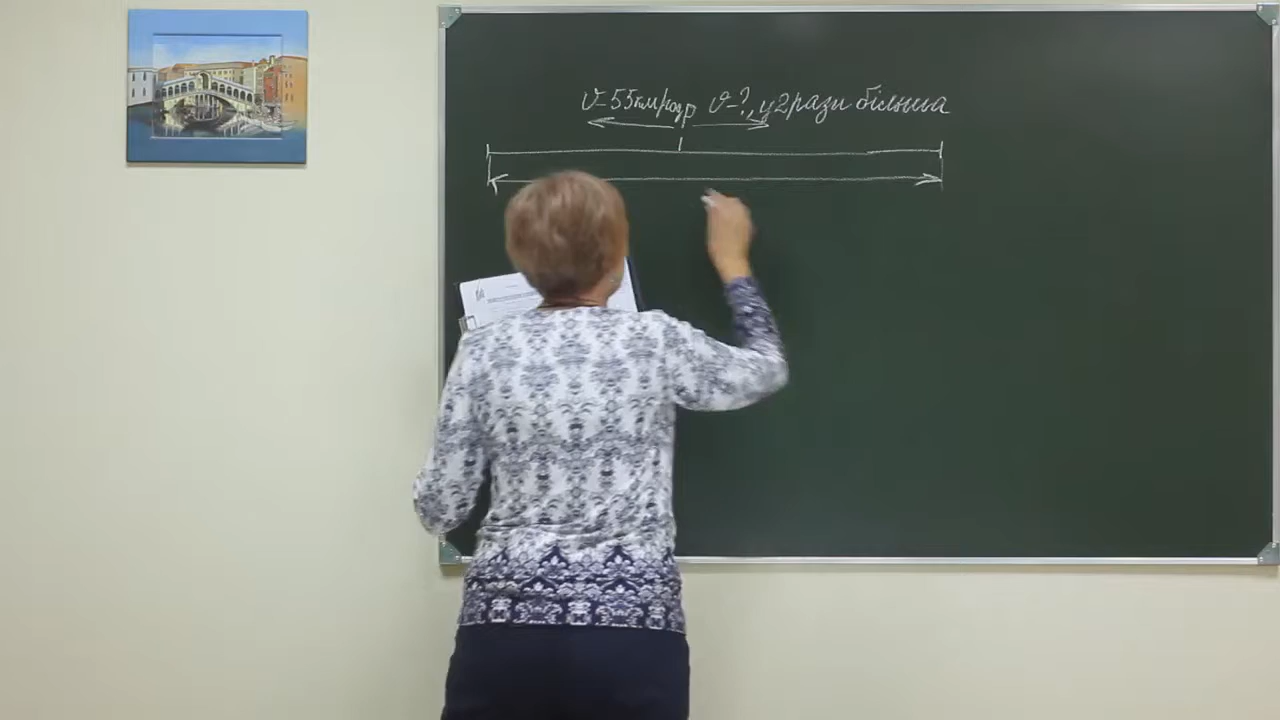 v-55км/год v-?, у 2 рази більша